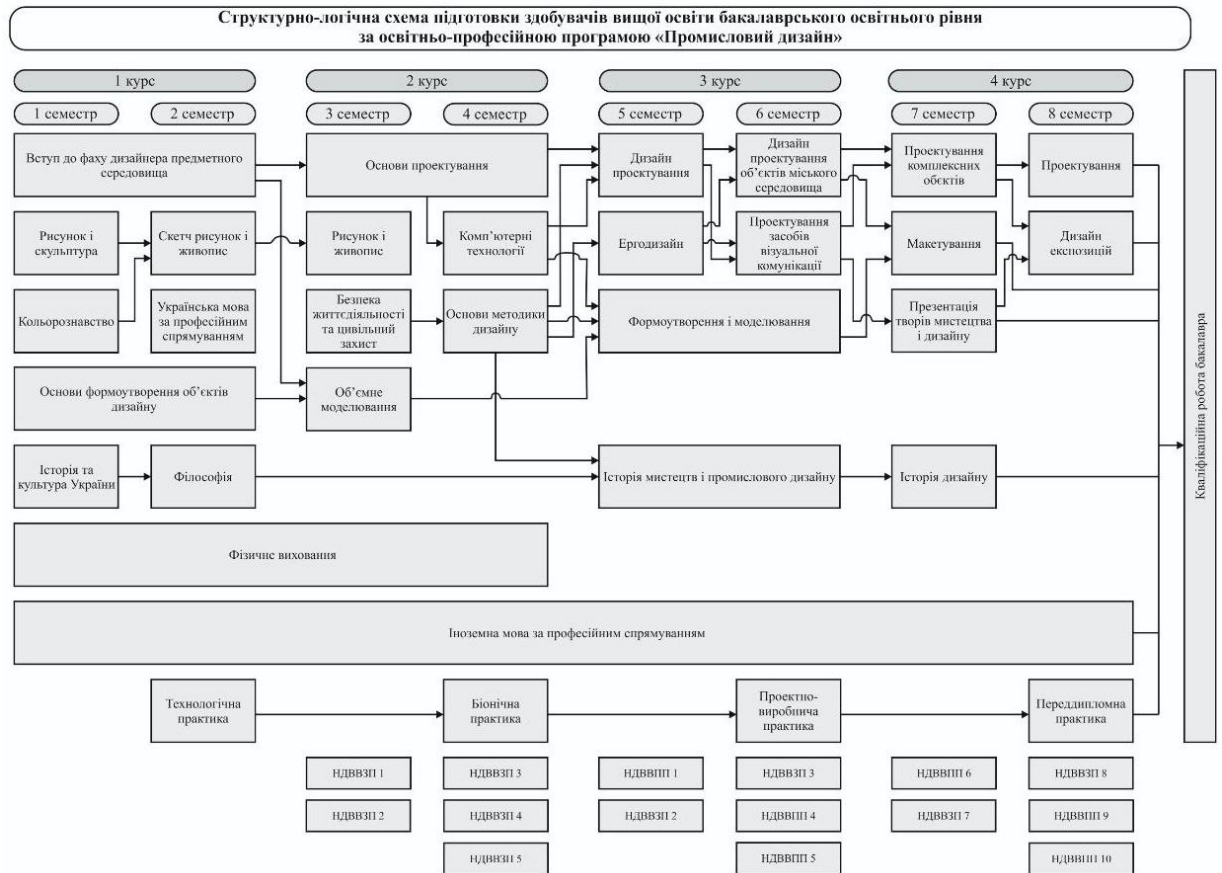 Структурно-логічна схема підготовки здобувачів вищої освіти бакалаврського освітнього рівня
за освітньо-професійною програмою «Промисловий дизайн»
1 курс
2 курс
3 курс
4 курс
1 семестр
2 семестр
3 семестр
4 семестр
5 семестр
6 семестр
7 семестр
8 семестр
Вступ до фаху дизайнера предметного
середовища
Основи проектування
Дизайн
проектування
Дизайн
проектування
об’єктів міського
середовища
Проектування
комплексних
обєктів
Проектування
Рисунок і
скульптура
Скетч рисунок і
живопис
Рисунок і
живопис
Комп’ютерні
технології
Ергодизайн
Проектування
засобів
візуальної
комунікації
Макетування
Дизайн
експозицій
Кольорознавство
Українська мова
за професійним
спрямуванням
Безпека
життєдіяльності
та цивільний
захист
Основи методики
дизайну
Формоутворення і моделювання
Презентація
творів мистецтва
і дизайну
Основи формоутворення об’єктів
дизайну
Об’ємне
моделювання
Історія та
культура України
Філософія
Історія мистецтв і промислового дизайну
Історія дизайну
Фізичне виховання
Іноземна мова за професійним спрямуванням
Технологічна
практика
Біонічна
практика
Проектно-
виробнича
практика
Переддипломна
практика
Кваліфікаційна робота бакалавра
НДВВЗП 1
НДВВЗП 3
НДВВПП 1
НДВВЗП 3
НДВВПП 6
НДВВЗП 8
НДВВЗП 2
НДВВЗП 4
НДВВЗП 2
НДВВПП 4
НДВВЗП 7
НДВВПП 9
НДВВЗП 5
НДВВПП 5
НДВВПП 10